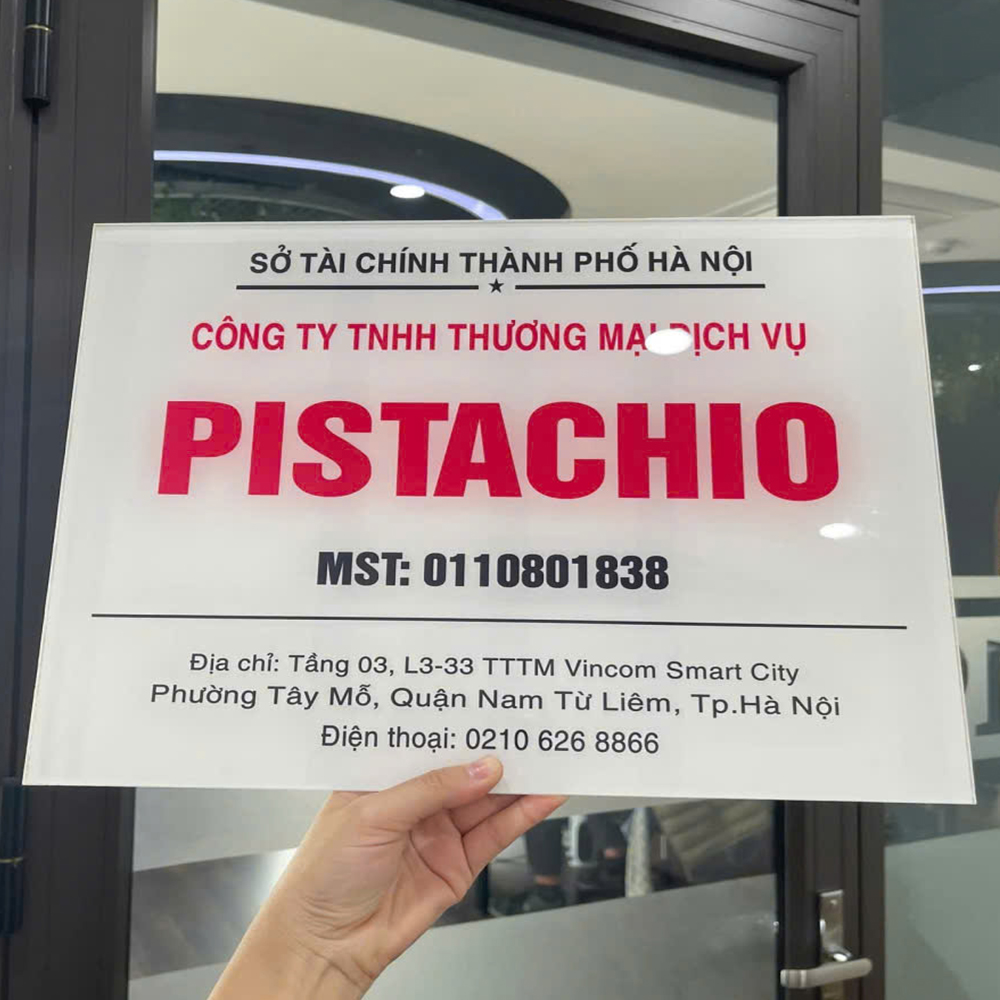 SỞ TÀI CHÍNH THÀNH PHỐ HÀ NỘI
CÔNG TY TNHH THƯƠNG MẠI DỊCH VỤ
PISTACHIO
MST: 0110801838
Địa chỉ: Tầng 03, L3-33 TTTM Vincom Smart City
Phường Tây Mỗ, Quận Nam Từ Liêm, Tp.Hà Nội
Điện thoại: 0210 626 8866